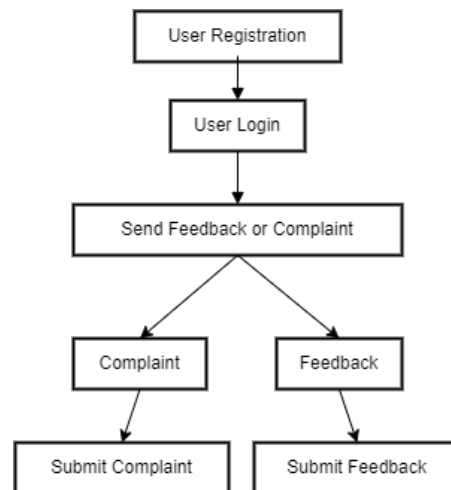 User Registration
User Login
Send Feedback or Complaint
Complaint
Feedback
Submit Complaint
Submit Feedback